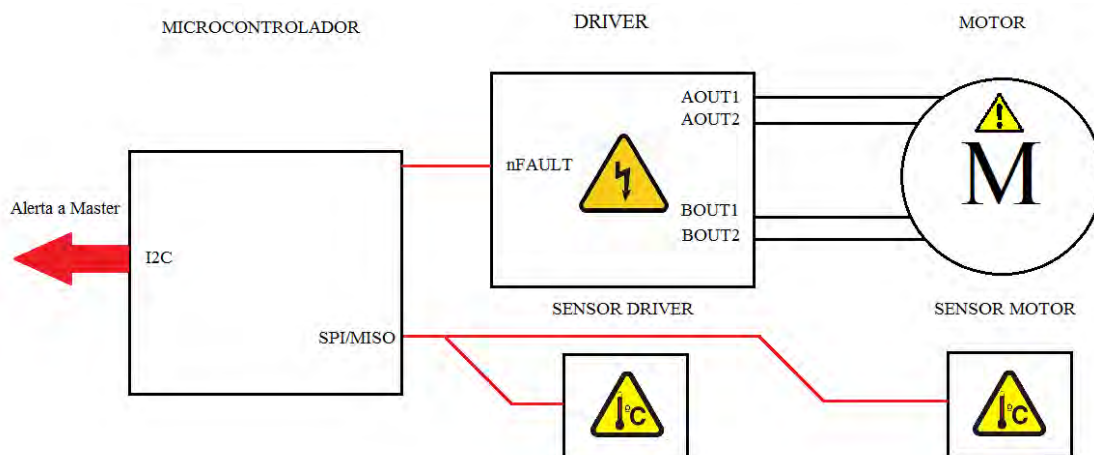 MICROCONTROLADOR
DRIVER
MOTOR
AOUT1
AOUT2
nFAULT
M
BOUT1
BOUT2
Alerta a Master
I2C
SPI/MISO
SENSOR DRIVER
SENSOR MOTOR
°C
°C